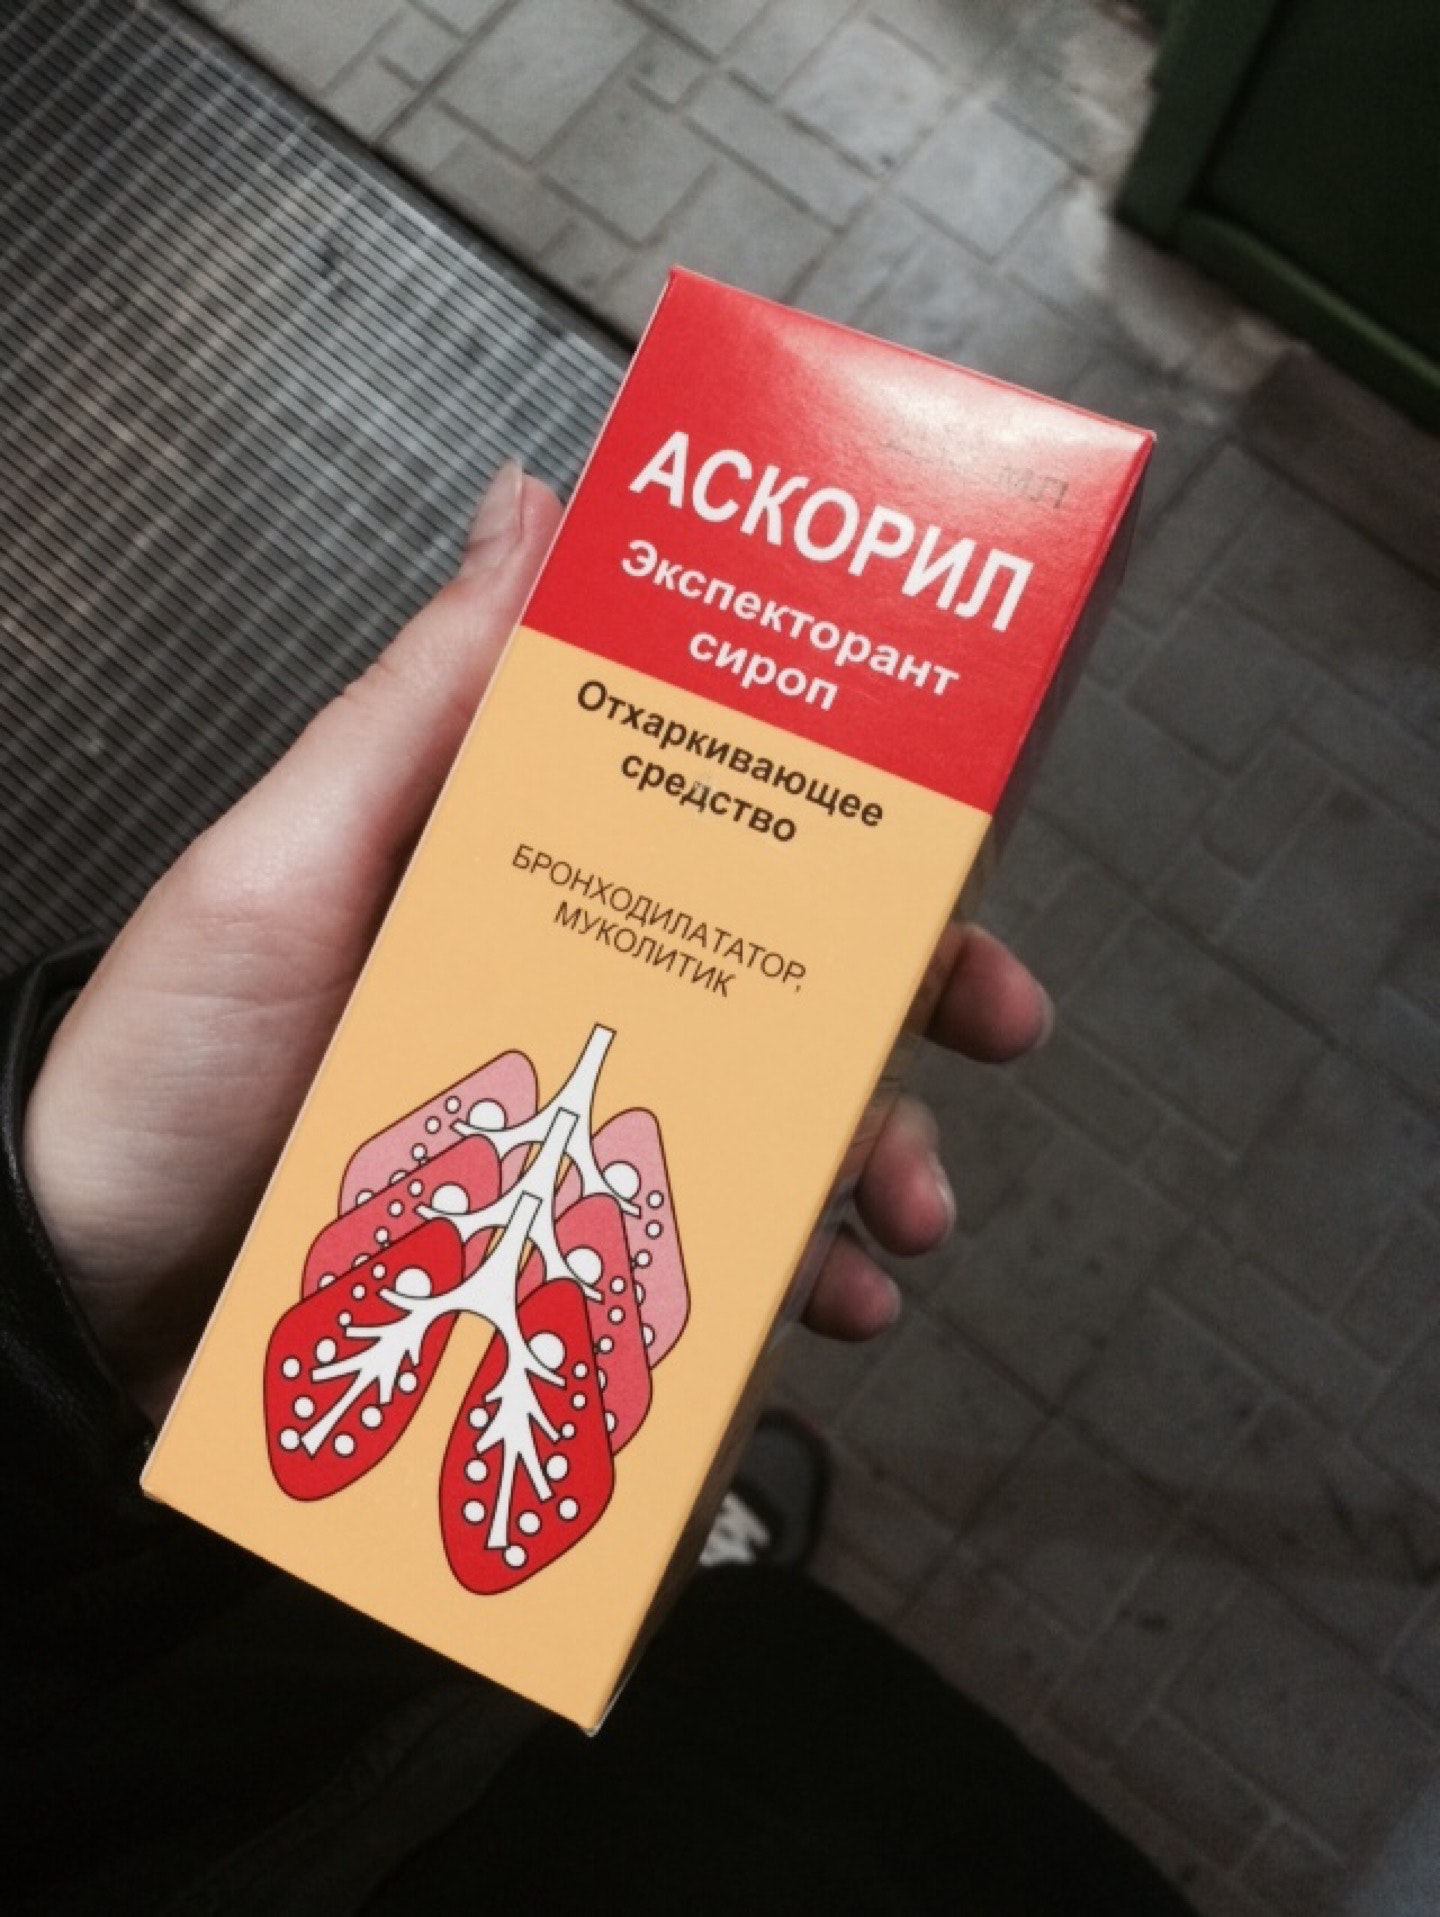 АСКОРИЛ
Экспекторант
сироп
Отхаркивающее
средство
БРОНХОДИЛАТАТОР,
МУКОЛИТИК